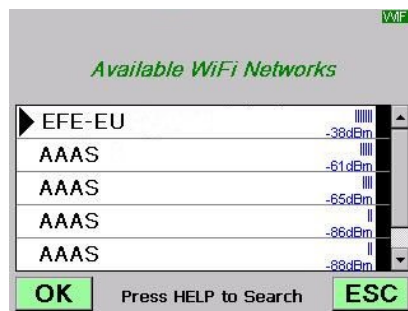 WiF
Available WiFi Networks
EFE-EU
-38dBm
AAAS
-61dBm
AAAS
-65dBm
AAAS
-86dBm
AAAS
-88dBm
OK Press HELP to Search ESC